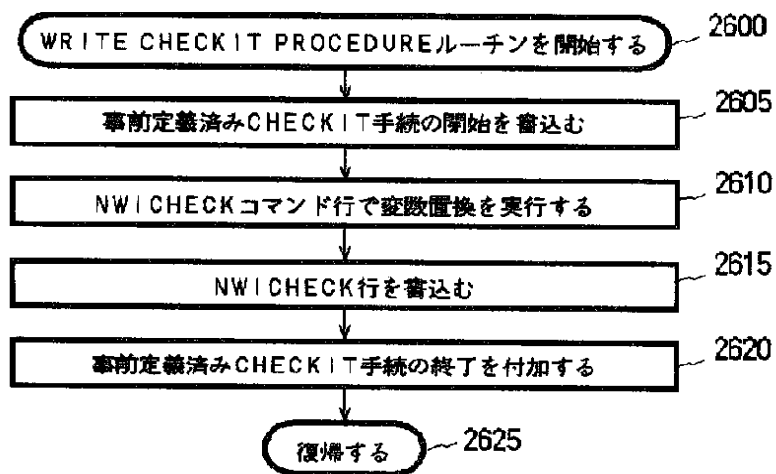 WRITE CHECKIT PROCEDUREルーチンを開始する 2600
事前定義済みCHECKIT手続の開始を書込む 2605
NWICHECKコマンド行で変数置換を実行する 2610
NWICHECK行を書込む 2615
事前定義済みCHECKIT手続の終了を付加する 2620
復帰する 2625